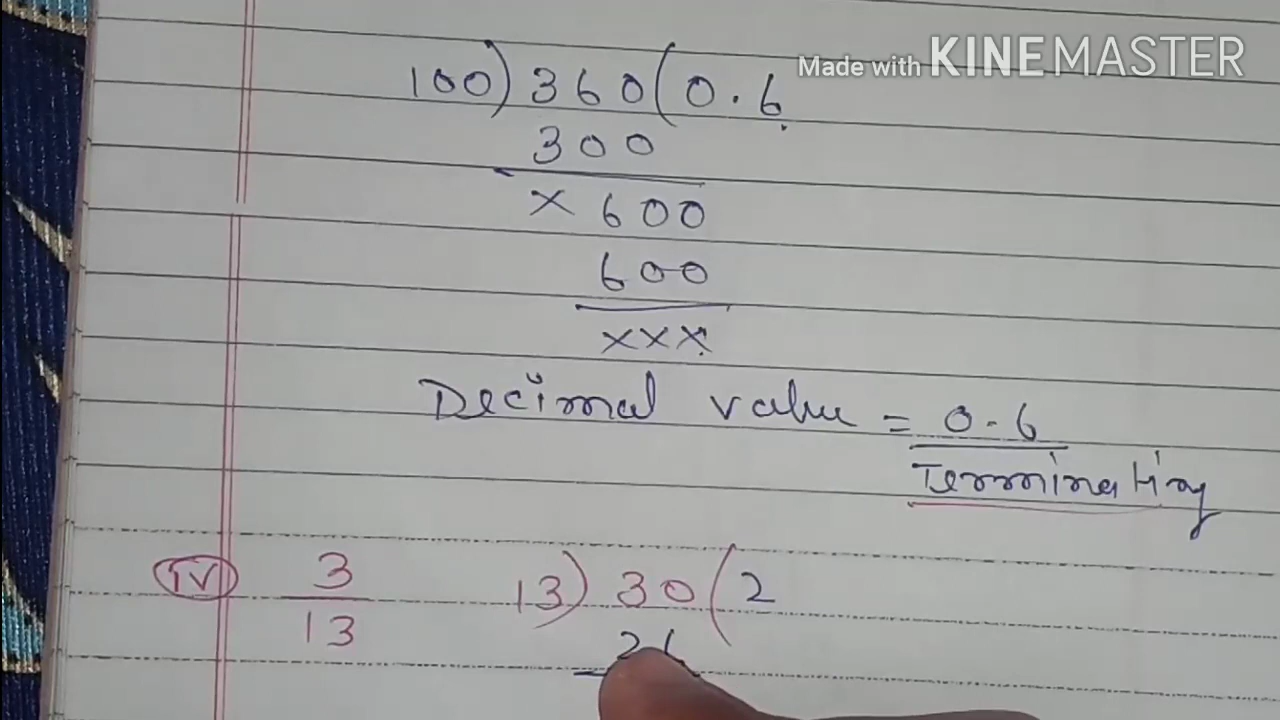 Made with KINEMASTER
100) 360 ( 0.6
300
× 600
600
×××
Decimal value = 0.6
Terminating
(IV) 3/13 13) 30 ( 2
26